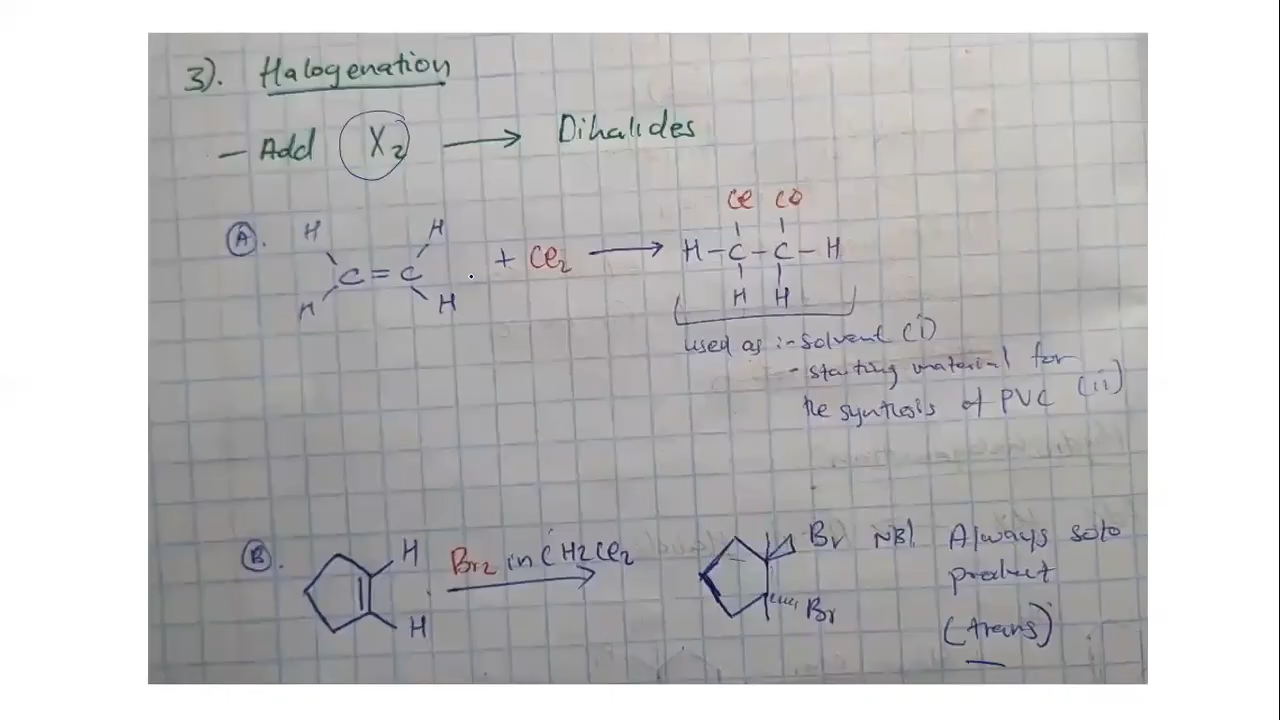 3). Halogenation
- Add X2 → Dihalides
Cl Cl
A. H H
C = C + Cl2 → H - C - C - H
H H H H
used as :- solvent (i)
- starting material for
the synthesis of PVC (ii)
B. H Br2 in CH2Cl2 Br NB! Always solo
product
H Br (trans)